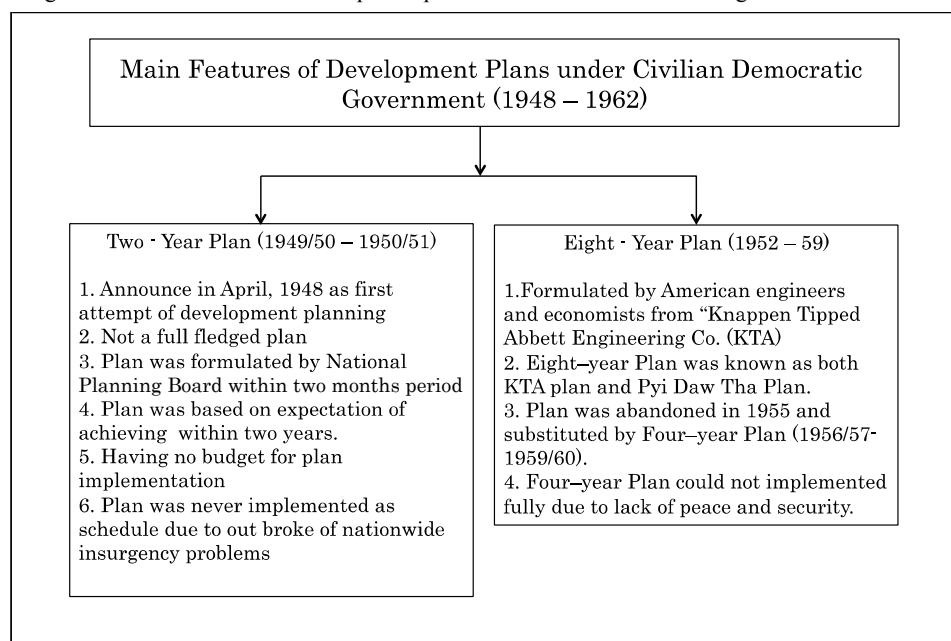 Main Features of Development Plans under Civilian Democratic
Government (1948 – 1962)
Two - Year Plan (1949/50 – 1950/51)
1. Announce in April, 1948 as first
attempt of development planning
2. Not a full fledged plan
3. Plan was formulated by National
Planning Board within two months period
4. Plan was based on expectation of
achieving within two years.
5. Having no budget for plan
implementation
6. Plan was never implemented as
schedule due to out broke of nationwide
insurgency problems
Eight - Year Plan (1952 – 59)
1.Formulated by American engineers
and economists from “Knappen Tipped
Abbett Engineering Co. (KTA)
2. Eight–year Plan was known as both
KTA plan and Pyi Daw Tha Plan.
3. Plan was abandoned in 1955 and
substituted by Four–year Plan (1956/57-
1959/60).
4. Four–year Plan could not implemented
fully due to lack of peace and security.